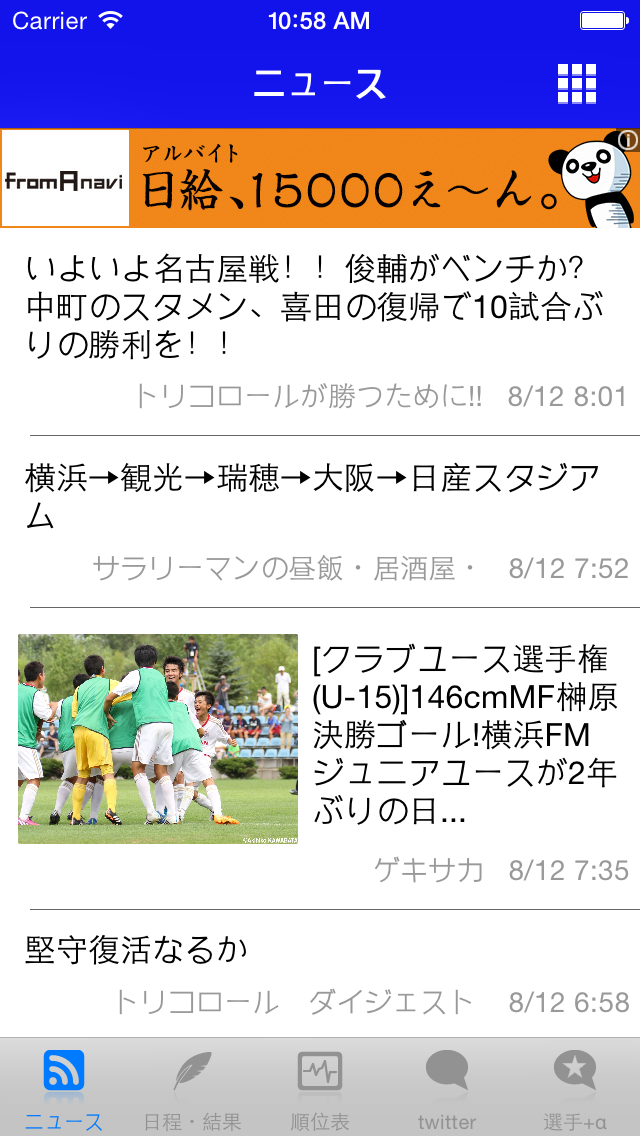 Carrier 10:58 AM
ニュース
fromAnavi
アルバイト
日給、15000え〜ん。
いよいよ名古屋戦！！俊輔がベンチか？
中町のスタメン、喜田の復帰で10試合ぶ
りの勝利を！！
トリコロールが勝つために!! 8/12 8:01
横浜→観光→瑞穂→大阪→日産スタジア
ム
サラリーマンの昼飯・居酒屋・ 8/12 7:52
[クラブユース選手権
(U-15)]146cmMF榊原
決勝ゴール!横浜FM
ジュニアユースが2年
ぶりの日...
©Akihiko KAWABATA
ゲキサカ 8/12 7:35
堅守復活なるか
トリコロール　ダイジェスト 8/12 6:58
ニュース 日程・結果 順位表 twitter 選手+α